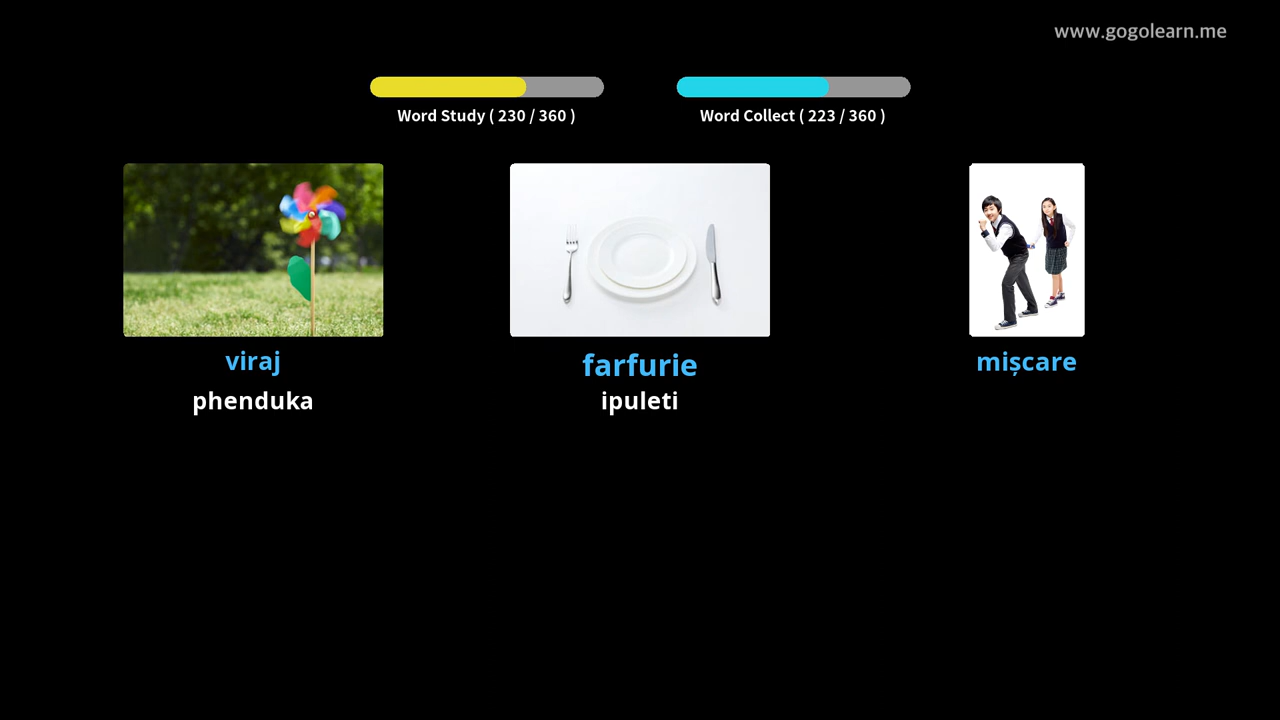 www.gogolearn.me
Word Study ( 230 / 360 )
Word Collect ( 223 / 360 )
viraj
farfurie
mișcare
phenduka
ipuleti